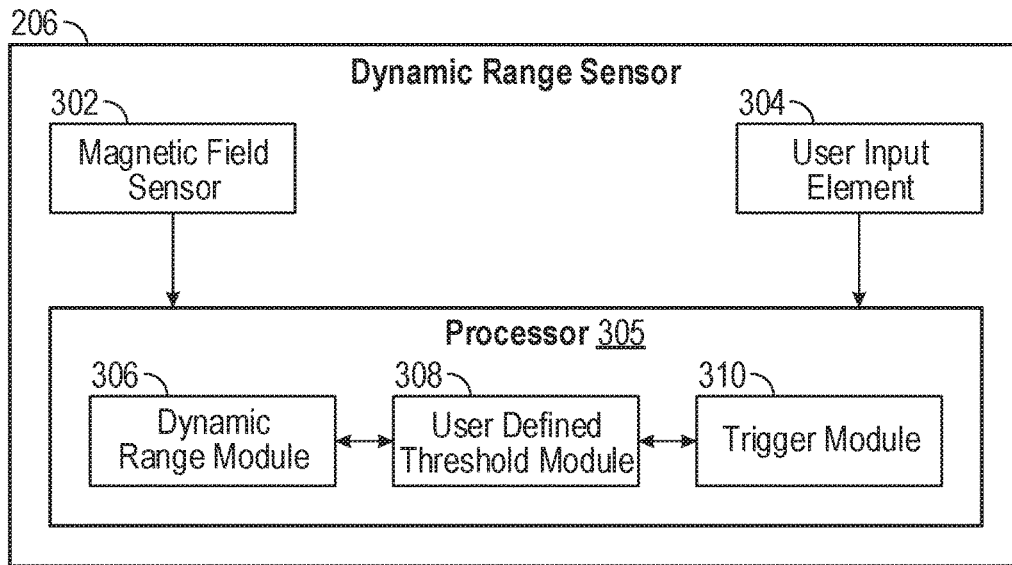 206
Dynamic Range Sensor
302
Magnetic Field
Sensor
304
User Input
Element
Processor 305
306
Dynamic
Range Module
308
User Defined
Threshold Module
310
Trigger Module